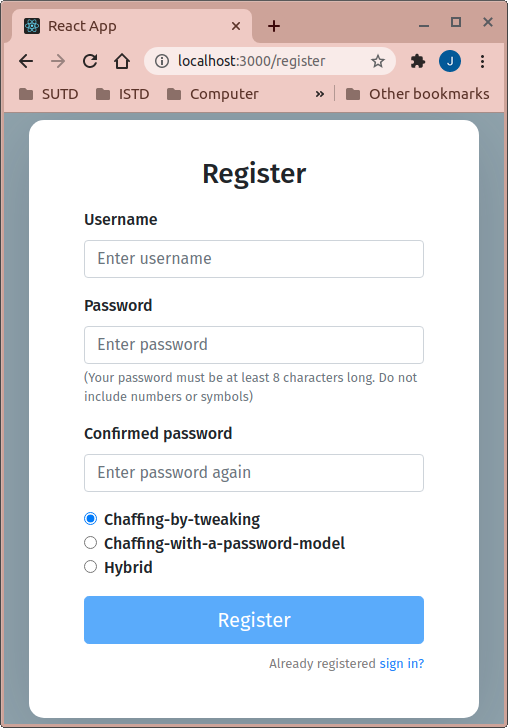 React App
localhost:3000/register
J
SUTD ISTD Computer » Other bookmarks
Register
Username
Enter username
Password
Enter password
(Your password must be at least 8 characters long. Do not
include numbers or symbols)
Confirmed password
Enter password again
Chaffing-by-tweaking
Chaffing-with-a-password-model
Hybrid
Register
Already registered sign in?